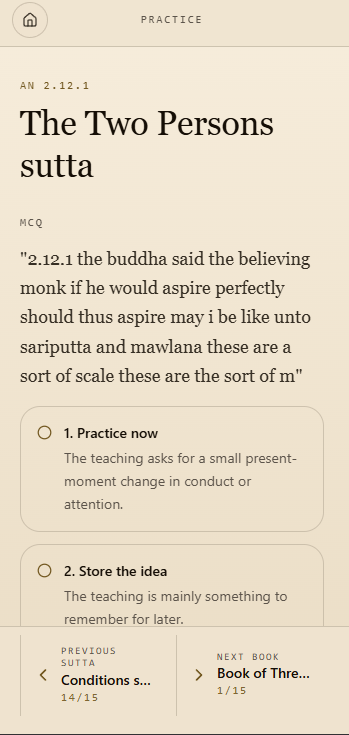 PRACTICE
AN 2.12.1
The Two Persons
sutta
MCQ
"2.12.1 the buddha said the believing
monk if he would aspire perfectly
should thus aspire may i be like unto
sariputta and mawlana these are a
sort of scale these are the sort of m"
1. Practice now
The teaching asks for a small present-
moment change in conduct or
attention.
2. Store the idea
The teaching is mainly something to
remember for later.
PREVIOUS
SUTTA
Conditions s...
14/15
NEXT BOOK
Book of Thre...
1/15